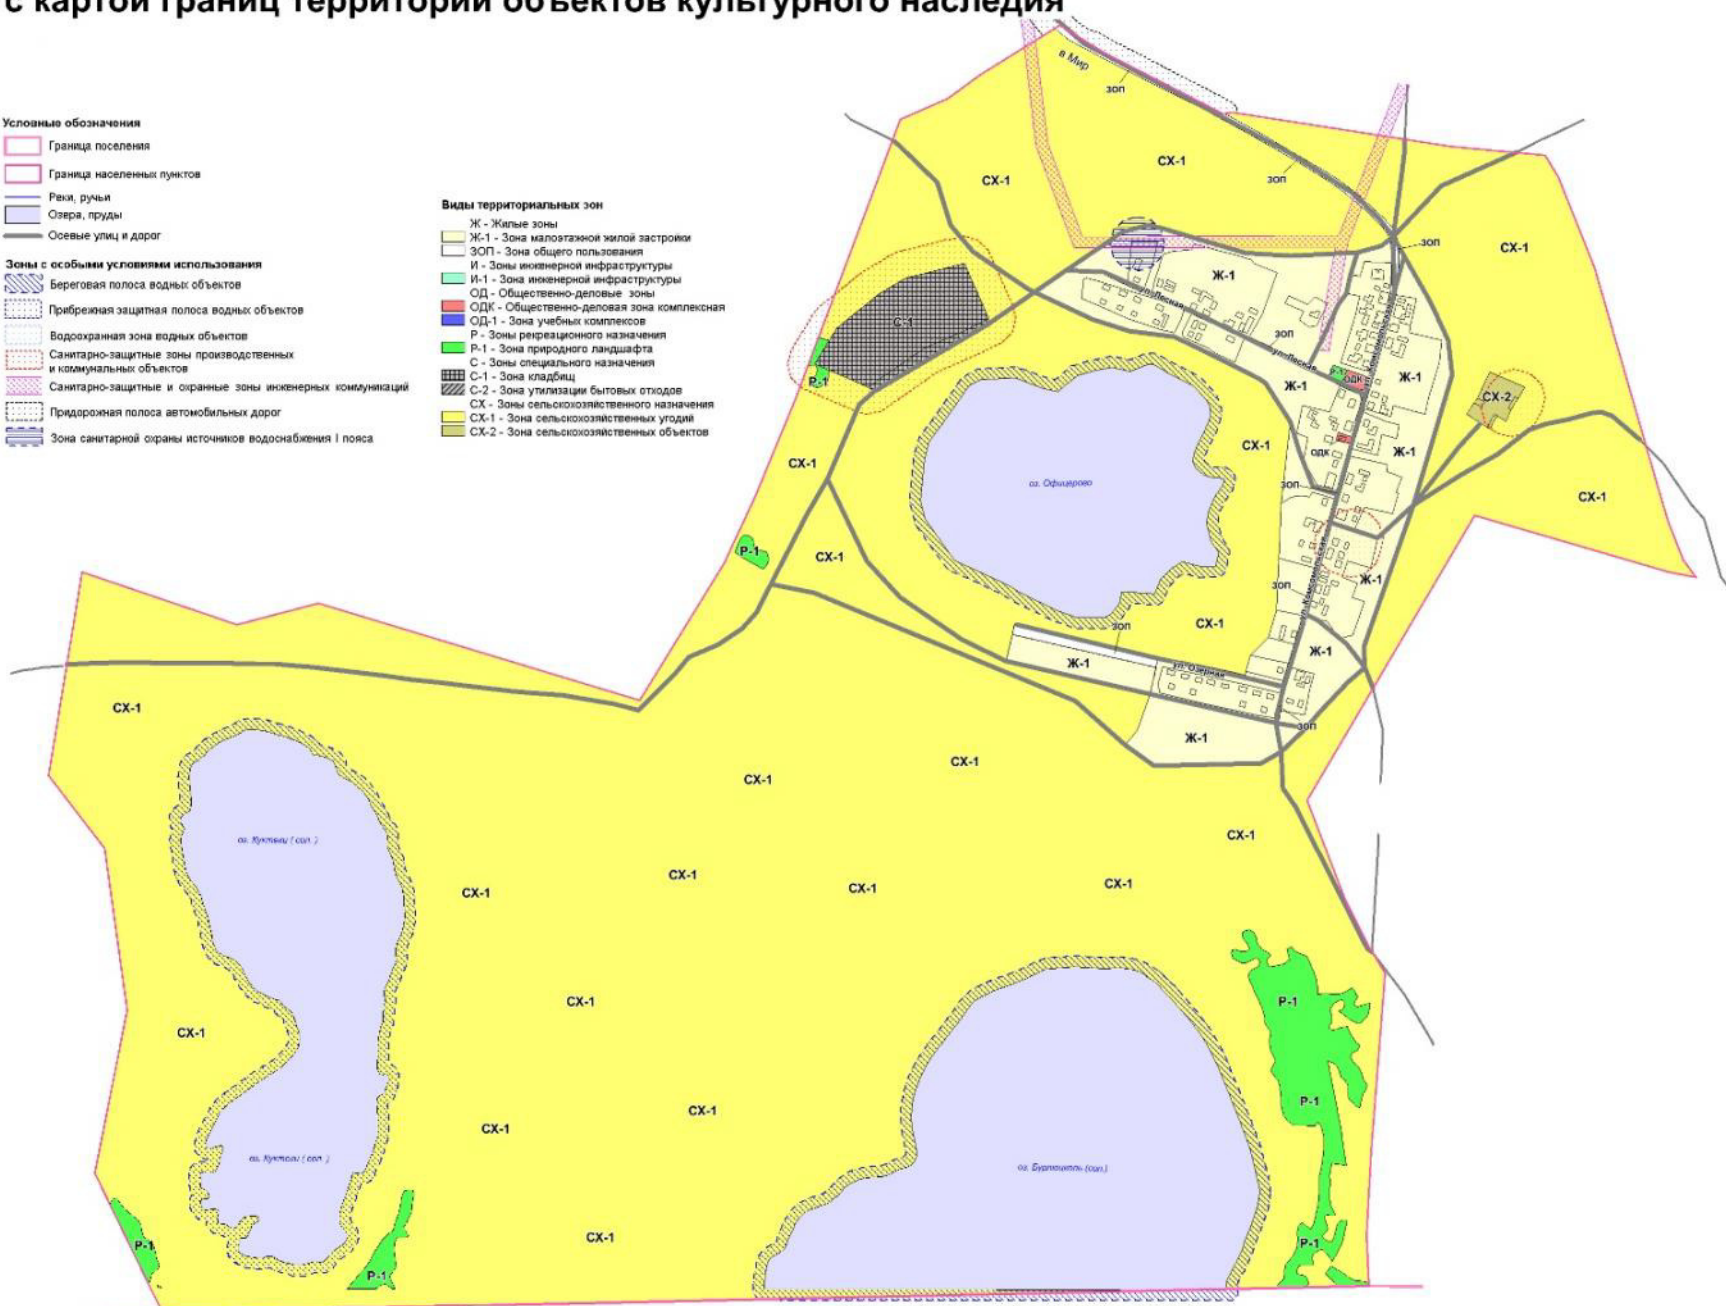 с картой границ территорий объектов культурного наследия
Условные обозначения
Граница поселения
Граница населенных пунктов
Реки, ручьи
Озера, пруды
Осевые улиц и дорог
Зоны с особыми условиями использования
Береговая полоса водных объектов
Прибрежная защитная полоса водных объектов
Водоохранная зона водных объектов
Санитарно-защитные зоны производственных
и коммунальных объектов
Санитарно-защитные и охранные зоны инженерных коммуникаций
Придорожная полоса автомобильных дорог
Зона санитарной охраны источников водоснабжения I пояса
Виды территориальных зон
Ж - Жилые зоны
Ж-1 - Зона малоэтажной жилой застройки
ЗОП - Зона общего пользования
И - Зоны инженерной инфраструктуры
И-1 - Зона инженерной инфраструктуры
ОД - Общественно-деловые зоны
ОДК - Общественно-деловая зона комплексная
ОД-1 - Зона учебных комплексов
Р - Зоны рекреационного назначения
Р-1 - Зона природного ландшафта
С - Зоны специального назначения
С-1 - Зона кладбищ
С-2 - Зона утилизации бытовых отходов
СХ - Зоны сельскохозяйственного назначения
СХ-1 - Зона сельскохозяйственных угодий
СХ-2 - Зона сельскохозяйственных объектов
в Мир
ЗОП
СХ-1
СХ-1
ЗОП
ЗОП
СХ-1
Ж-1
ул. Лесная
С-1
ЗОП
ул. Лесная
Р-1
Р-1
ОДК
Ж-1
Ж-1
ул. Комсомольская
СХ-2
СХ-1
ОДК
Ж-1
СХ-1
оз. Офицерово
ЗОП
СХ-1
Р-1
СХ-1
ул. Комсомольская
Ж-1
ЗОП
СХ-1
ЗОП
Ж-1
Ж-1
ул. Озерная
СХ-1
ЗОП
Ж-1
СХ-1
СХ-1
СХ-1
СХ-1
СХ-1
СХ-1
СХ-1
СХ-1
Р-1
СХ-1
СХ-1
Р-1
СХ-1
СХ-1
СХ-1
Р-1
Р-1
Р-1